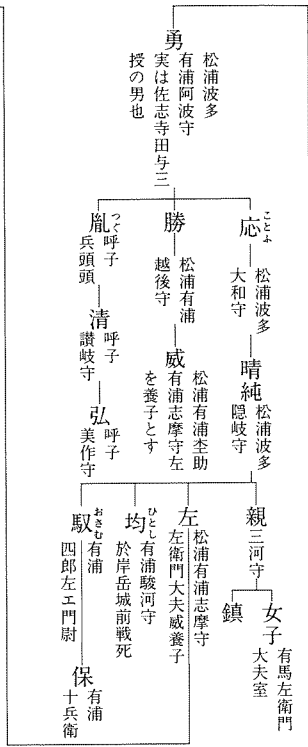 勇
松浦波多
有浦阿波守
実は佐志寺田与三
授の男也
応
ことふ
松浦波多
大和守
晴純
松浦波多
隠岐守
親
三河守
女子
有馬左衛門
大夫室
鎮
左
松浦有浦志摩守
左衛門大夫威養子
均
ひとし
有浦駿河守
於岸岳城前戦死
馭
おさむ
有浦
四郎左エ門尉
保
有浦
十兵衛
勝
松浦有浦
越後守
威
松浦有浦杢助
有浦志摩守左
を養子とす
胤
つぐ
呼子
兵頭頭
清
呼子
讃岐守
弘
呼子
美作守